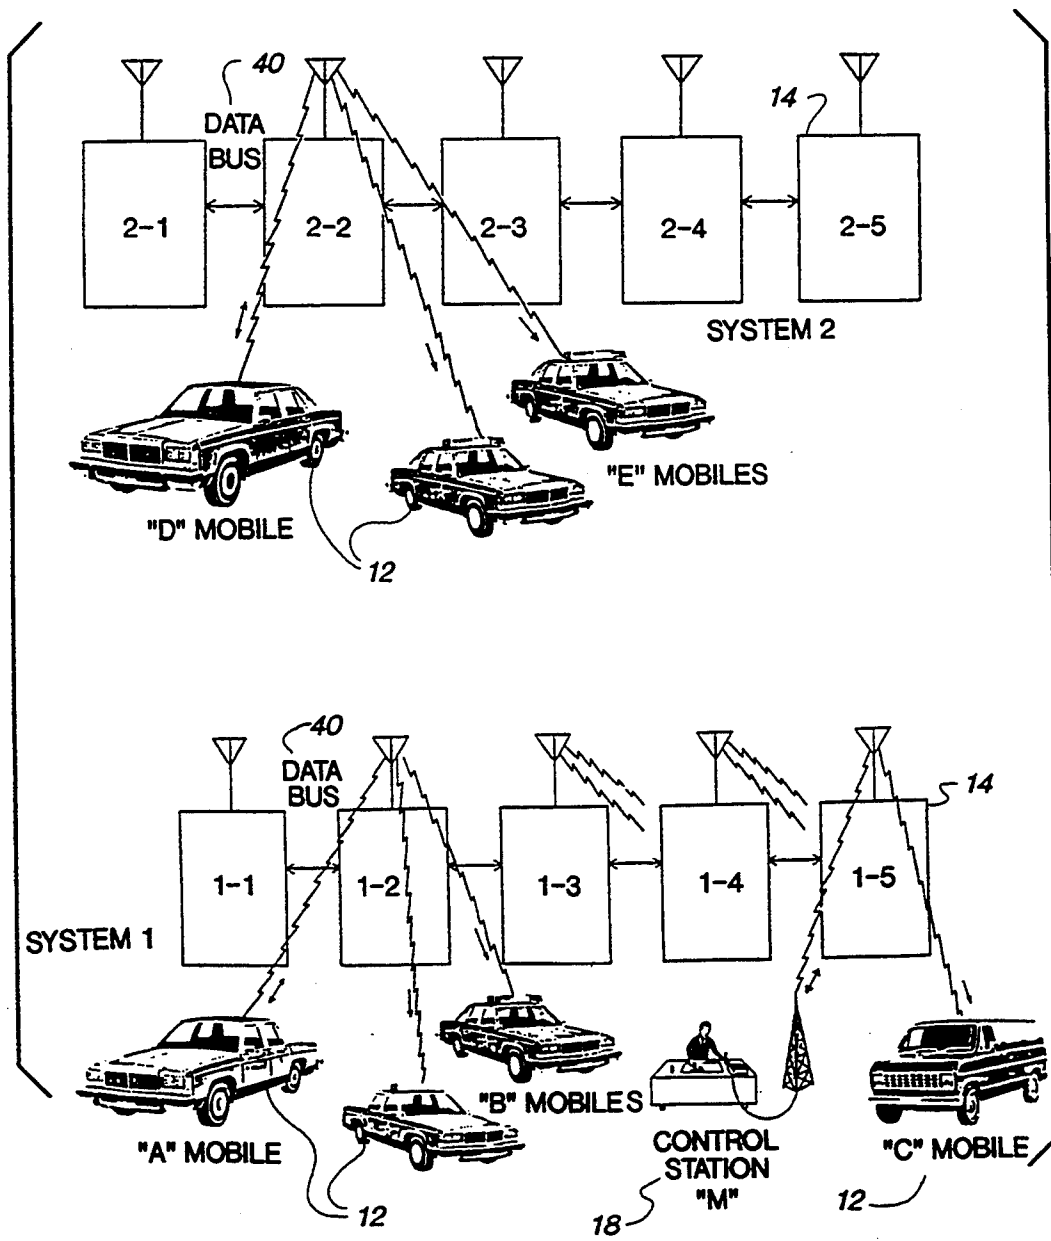 40
DATA
BUS
14
2-1
2-2
2-3
2-4
2-5
SYSTEM 2
"E" MOBILES
"D" MOBILE
12
40
DATA
BUS
14
1-1
1-2
1-3
1-4
1-5
SYSTEM 1
"B" MOBILES
"A" MOBILE
CONTROL
STATION
"M"
"C" MOBILE
12
18
12